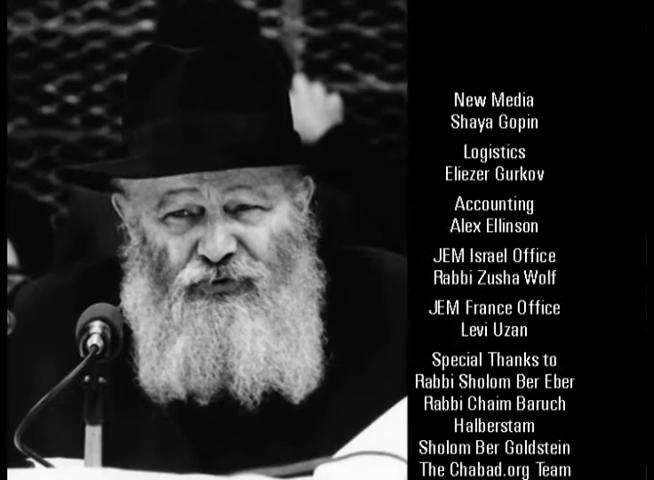 New Media
Shaya Gopin
Logistics
Eliezer Gurkov
Accounting
Alex Ellinson
JEM Israel Office
Rabbi Zusha Wolf
JEM France Office
Levi Uzan
Special Thanks to
Rabbi Sholom Ber Eber
Rabbi Chaim Baruch
Halberstam
Sholom Ber Goldstein
The Chabad.org Team